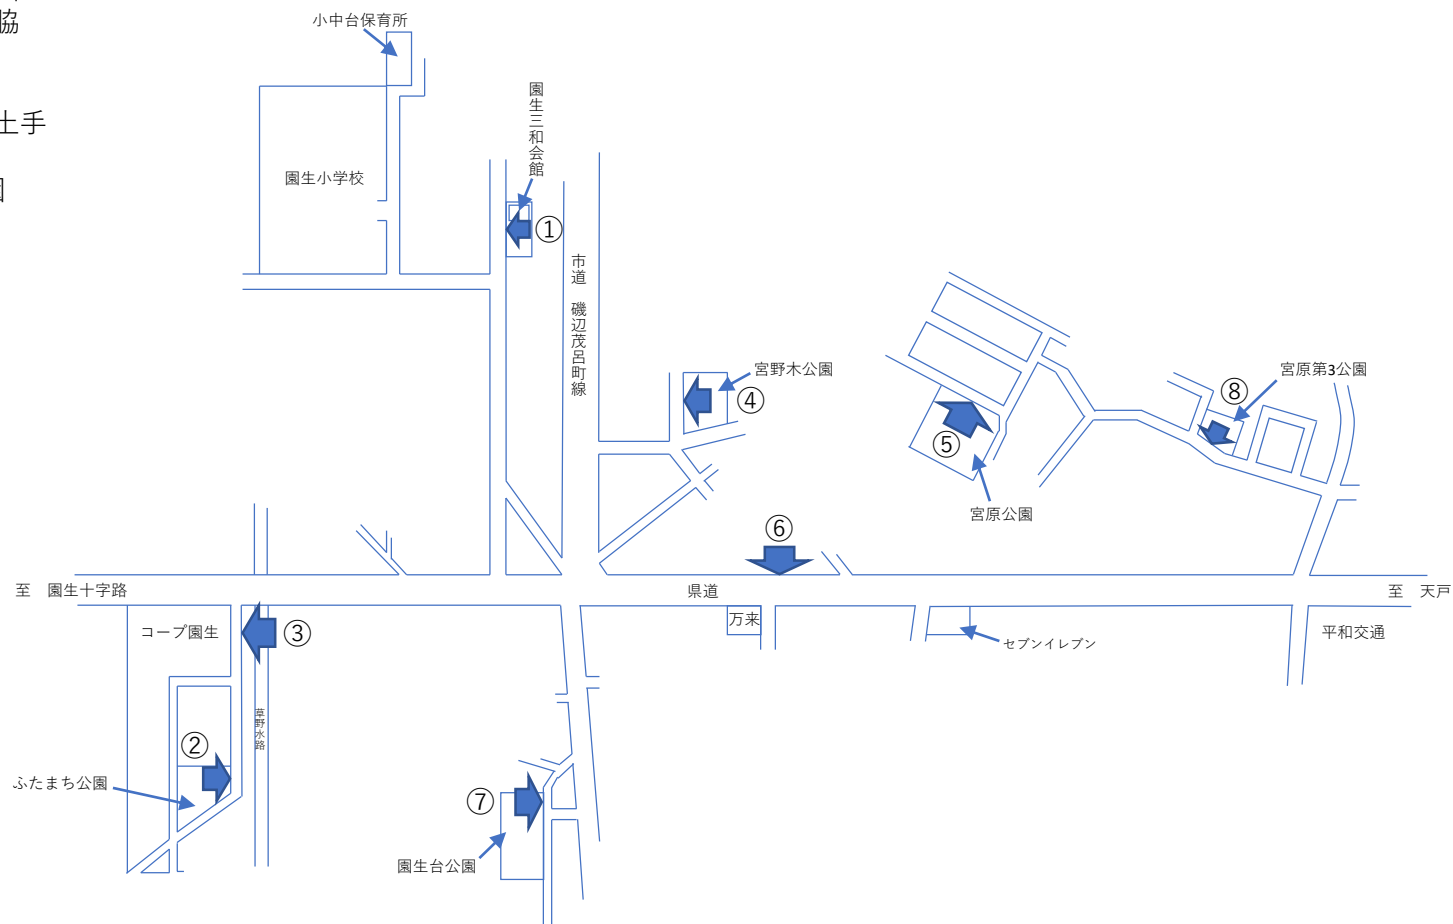 協
土手
小中台保育所
園生三和会館
園生小学校
①
市道 磯辺茂呂町線
宮野木公園
④
宮原第3公園
⑧
⑤
宮原公園
⑥
至 園生十字路
県道
至 天戸
万来
コープ園生
③
セブンイレブン
平和交通
草野水路
②
ふたまち公園
⑦
園生台公園